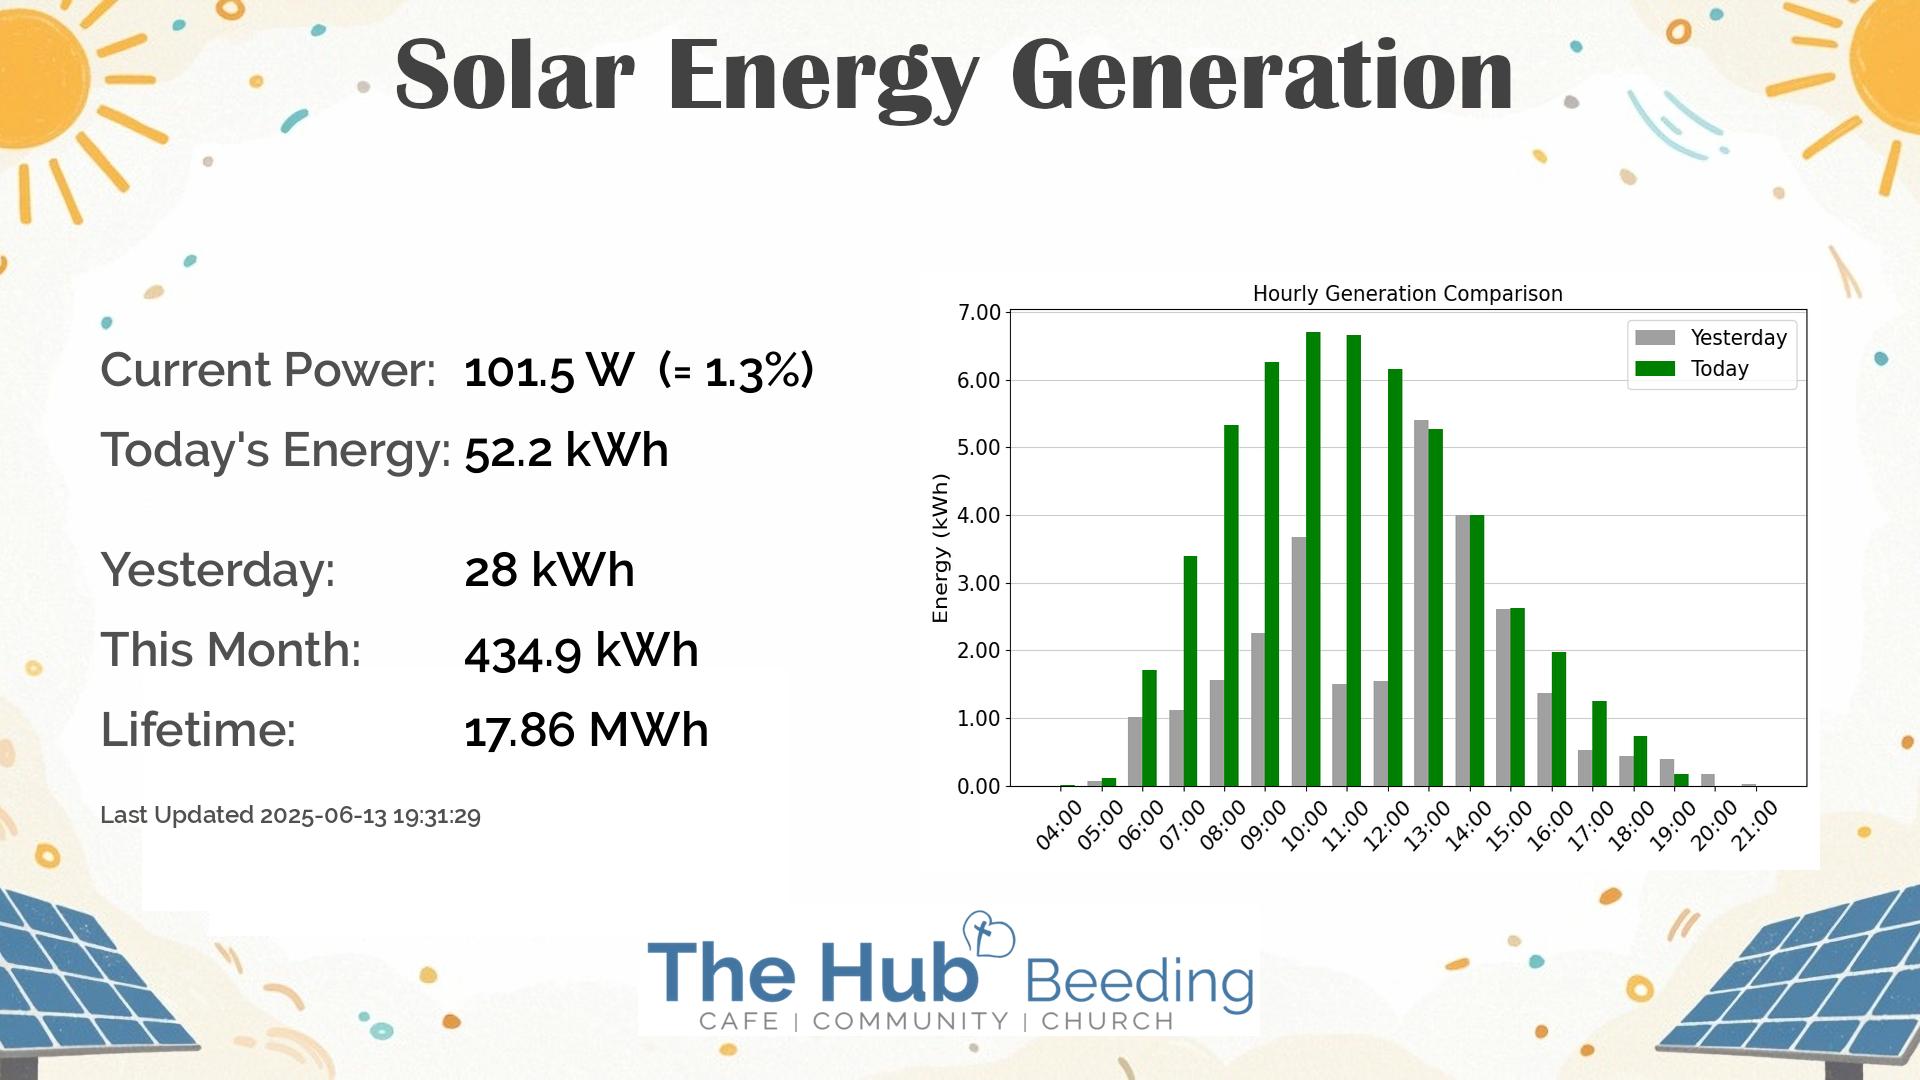 Solar Energy Generation
Current Power: 101.5 W (= 1.3%)
Today's Energy: 52.2 kWh
Yesterday: 28 kWh
This Month: 434.9 kWh
Lifetime: 17.86 MWh
Last Updated 2025-06-13 19:31:29
Hourly Generation Comparison
Yesterday
Today
Energy (kWh)
7.00
6.00
5.00
4.00
3.00
2.00
1.00
0.00
04:00 05:00 06:00 07:00 08:00 09:00 10:00 11:00 12:00 13:00 14:00 15:00 16:00 17:00 18:00 19:00 20:00 21:00
The Hub Beeding
CAFE | COMMUNITY | CHURCH